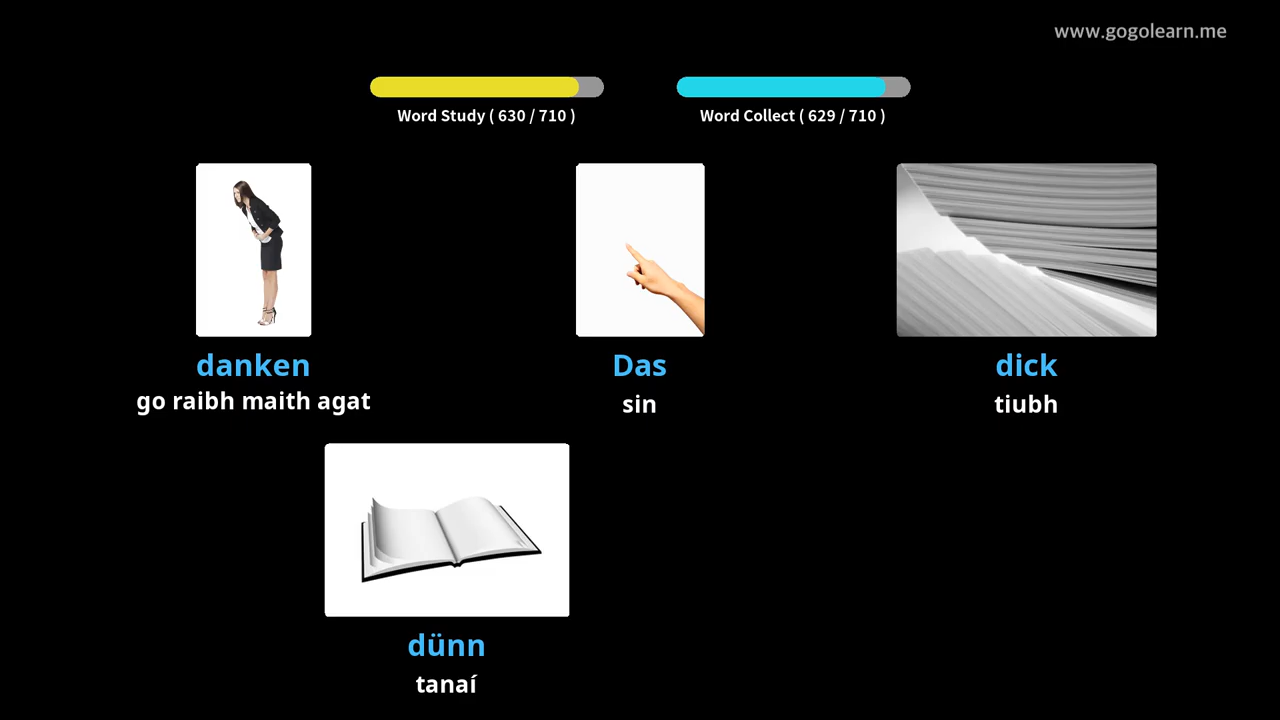 www.gogolearn.me
Word Study ( 630 / 710 )
Word Collect ( 629 / 710 )
danken
go raibh maith agat
Das
sin
dick
tiubh
dünn
tanaí